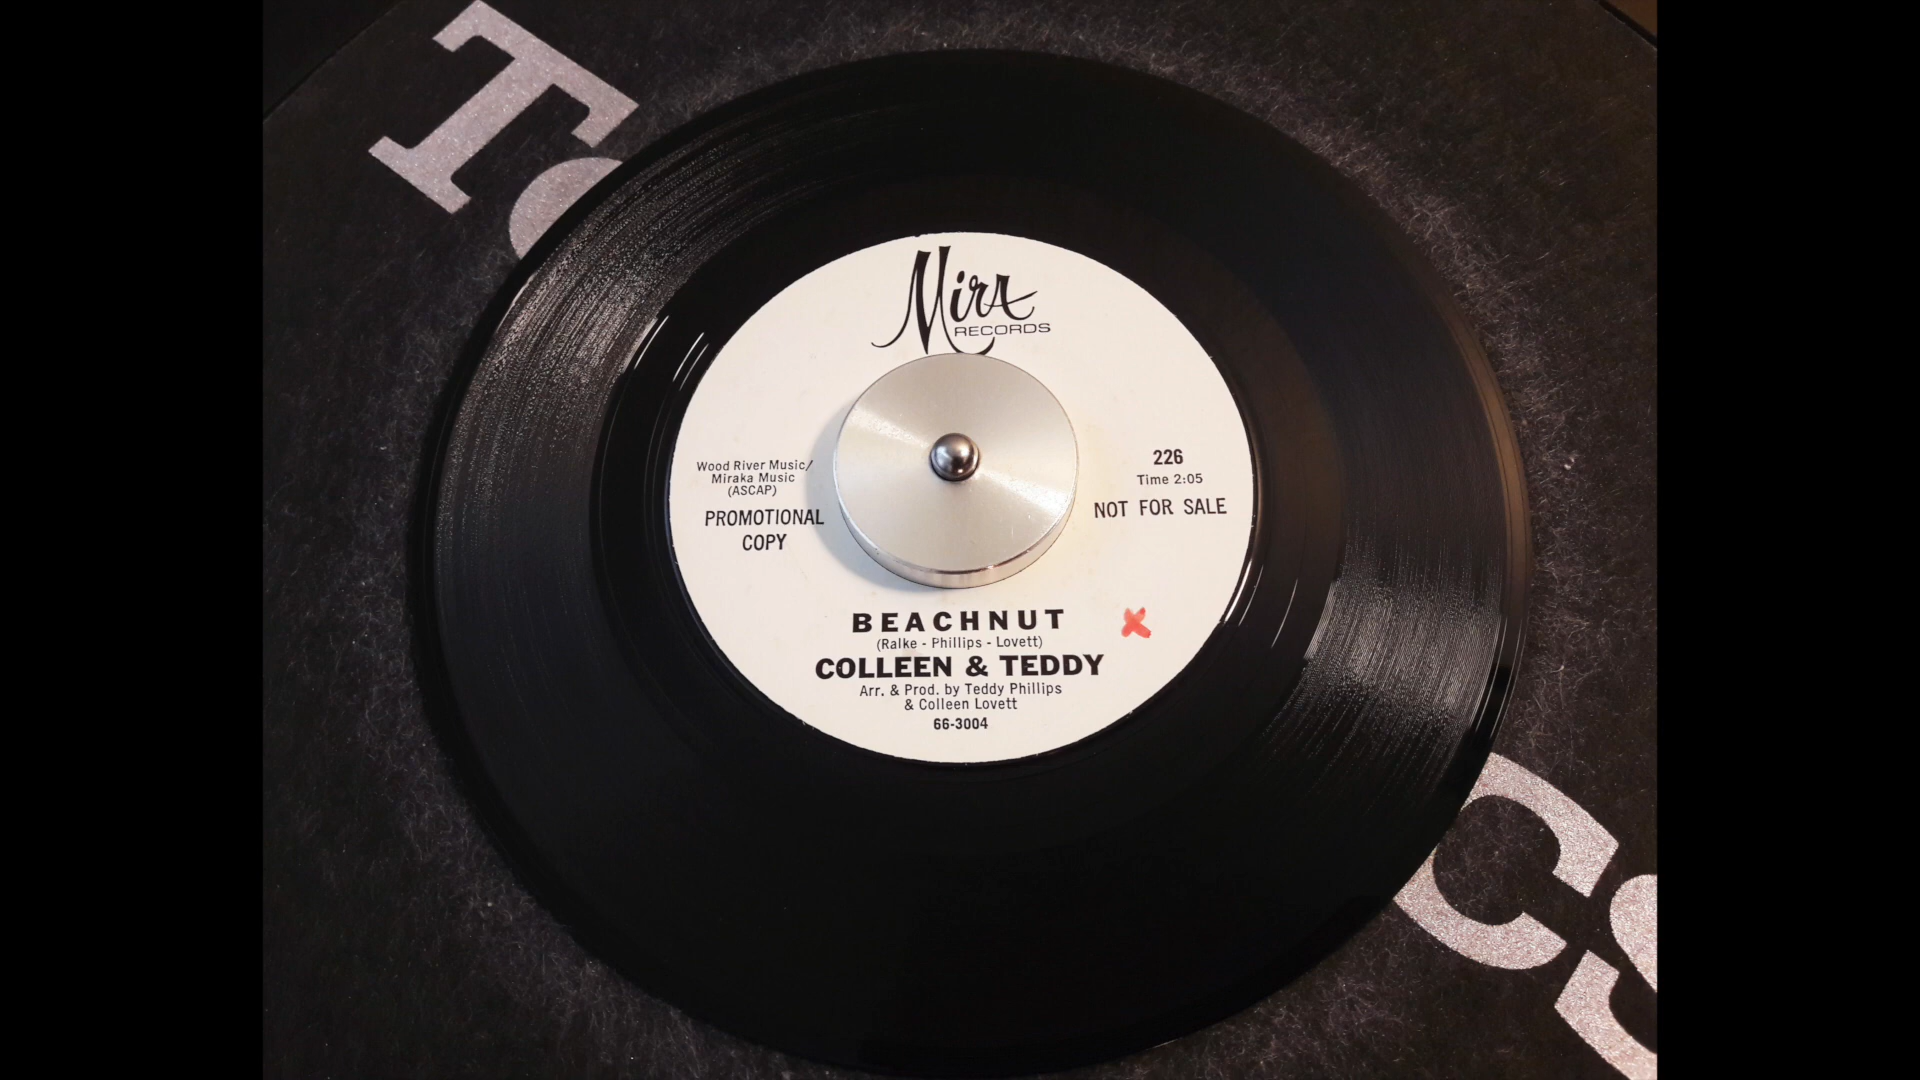 Mira
RECORDS
Wood River Music/
Miraka Music
(ASCAP)
PROMOTIONAL
COPY
226
Time 2:05
NOT FOR SALE
BEACHNUT
(Ralke - Phillips - Lovett)
COLLEEN & TEDDY
Arr. & Prod. by Teddy Phillips
& Colleen Lovett
66-3004